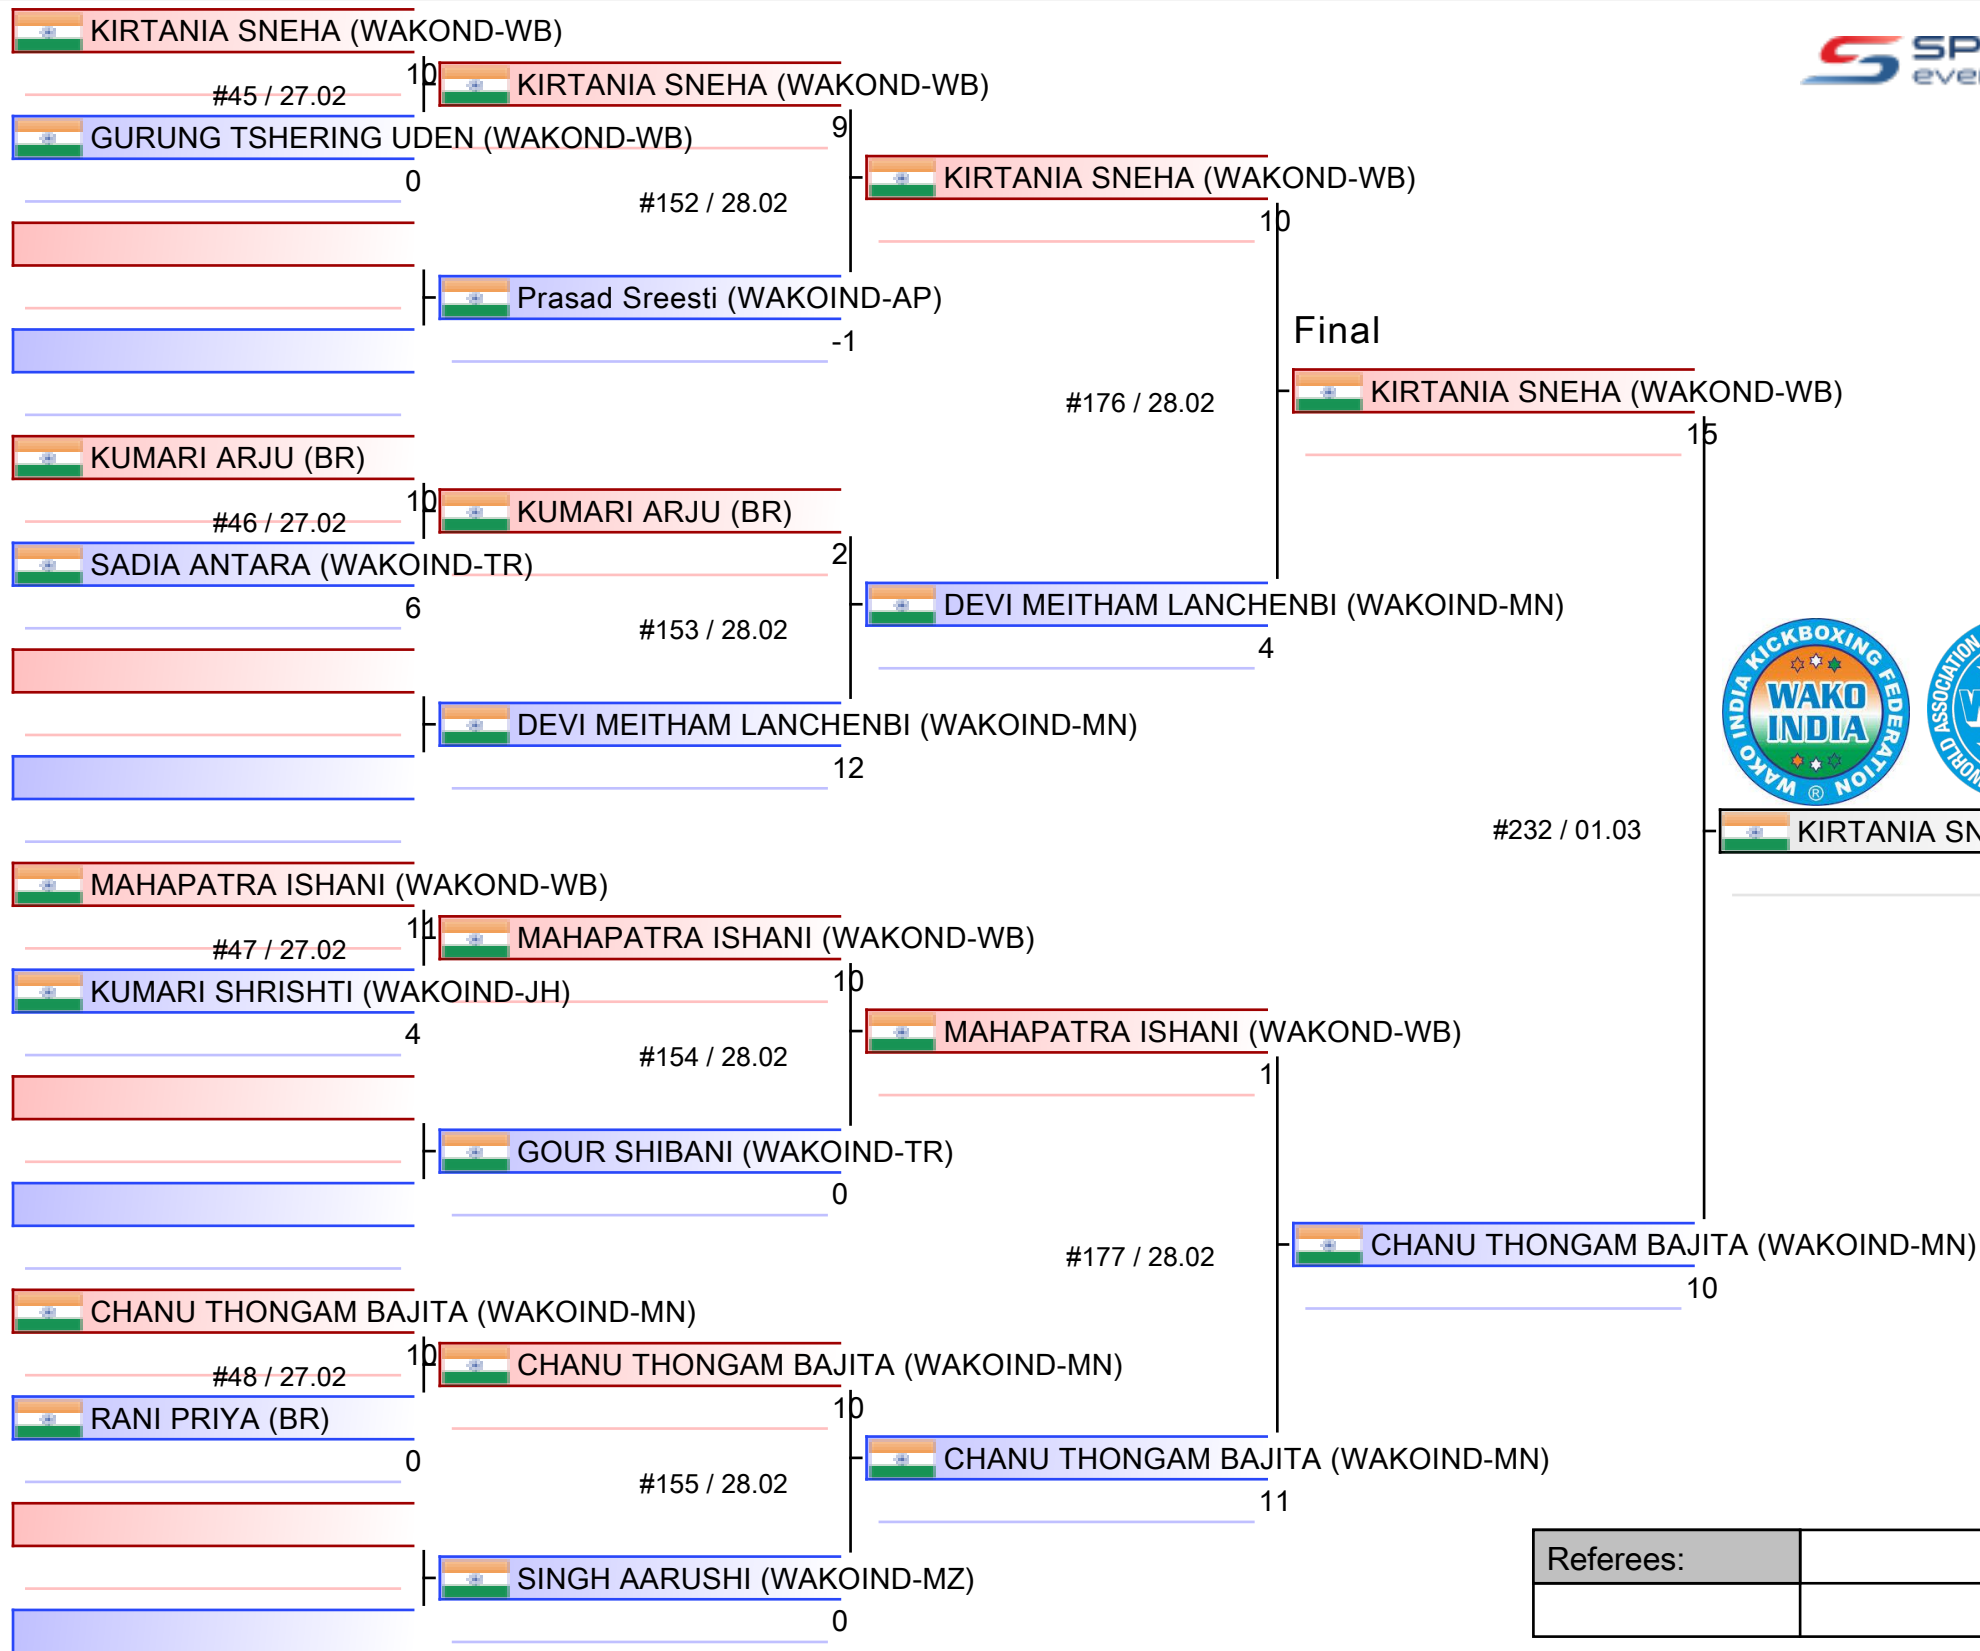 KIRTANIA SNEHA (WAKOND-WB)
10
#45 / 27.02
GURUNG TSHERING UDEN (WAKOND-WB)
0
KUMARI ARJU (BR)
10
#46 / 27.02
SADIA ANTARA (WAKOIND-TR)
6
MAHAPATRA ISHANI (WAKOND-WB)
11
#47 / 27.02
KUMARI SHRISHTI (WAKOIND-JH)
4
CHANU THONGAM BAJITA (WAKOIND-MN)
10
#48 / 27.02
RANI PRIYA (BR)
0
KIRTANIA SNEHA (WAKOND-WB)
9
#152 / 28.02
Prasad Sreesti (WAKOIND-AP)
-1
KUMARI ARJU (BR)
2
#153 / 28.02
DEVI MEITHAM LANCHENBI (WAKOIND-MN)
12
MAHAPATRA ISHANI (WAKOND-WB)
10
#154 / 28.02
GOUR SHIBANI (WAKOIND-TR)
0
CHANU THONGAM BAJITA (WAKOIND-MN)
10
#155 / 28.02
SINGH AARUSHI (WAKOIND-MZ)
0
KIRTANIA SNEHA (WAKOND-WB)
10
#176 / 28.02
DEVI MEITHAM LANCHENBI (WAKOIND-MN)
4
MAHAPATRA ISHANI (WAKOND-WB)
1
#177 / 28.02
CHANU THONGAM BAJITA (WAKOIND-MN)
11
Final
KIRTANIA SNEHA (WAKOND-WB)
15
#232 / 01.03
CHANU THONGAM BAJITA (WAKOIND-MN)
10
WAKO INDIA KICKBOXING FEDERATION ®
WAKO
INDIA
WORLD ASSOCIATION
KIRTANIA SN
Referees: